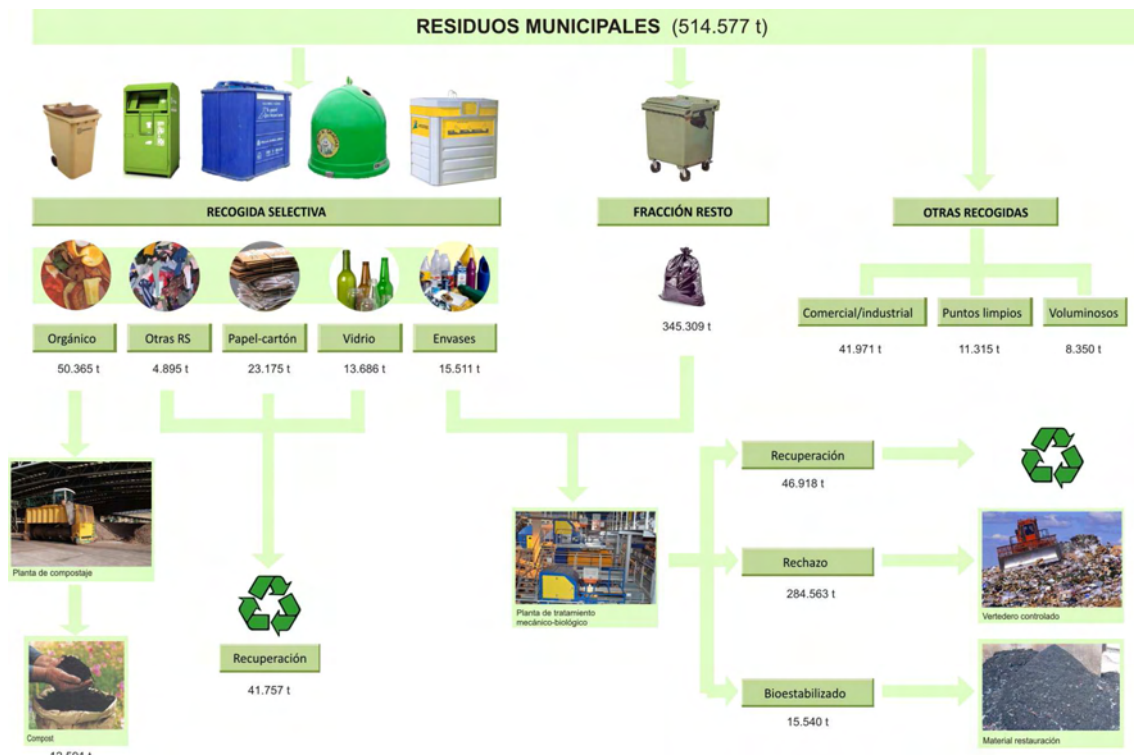 RESIDUOS MUNICIPALES (514.577 t)
RECOGIDA SELECTIVA
FRACCIÓN RESTO
OTRAS RECOGIDAS
Orgánico
Otras RS
Papel-cartón
Vidrio
Envases
50.365 t
4.895 t
23.175 t
13.686 t
15.511 t
345.309 t
Comercial/industrial
Puntos limpios
Voluminosos
41.971 t
11.315 t
8.350 t
Recuperación
46.918 t
Planta de compostaje
Rechazo
284.563 t
Planta de tratamiento
mecánico-biológico
Vertedero controlado
Recuperación
41.757 t
Bioestabilizado
15.540 t
Compost
Material restauración